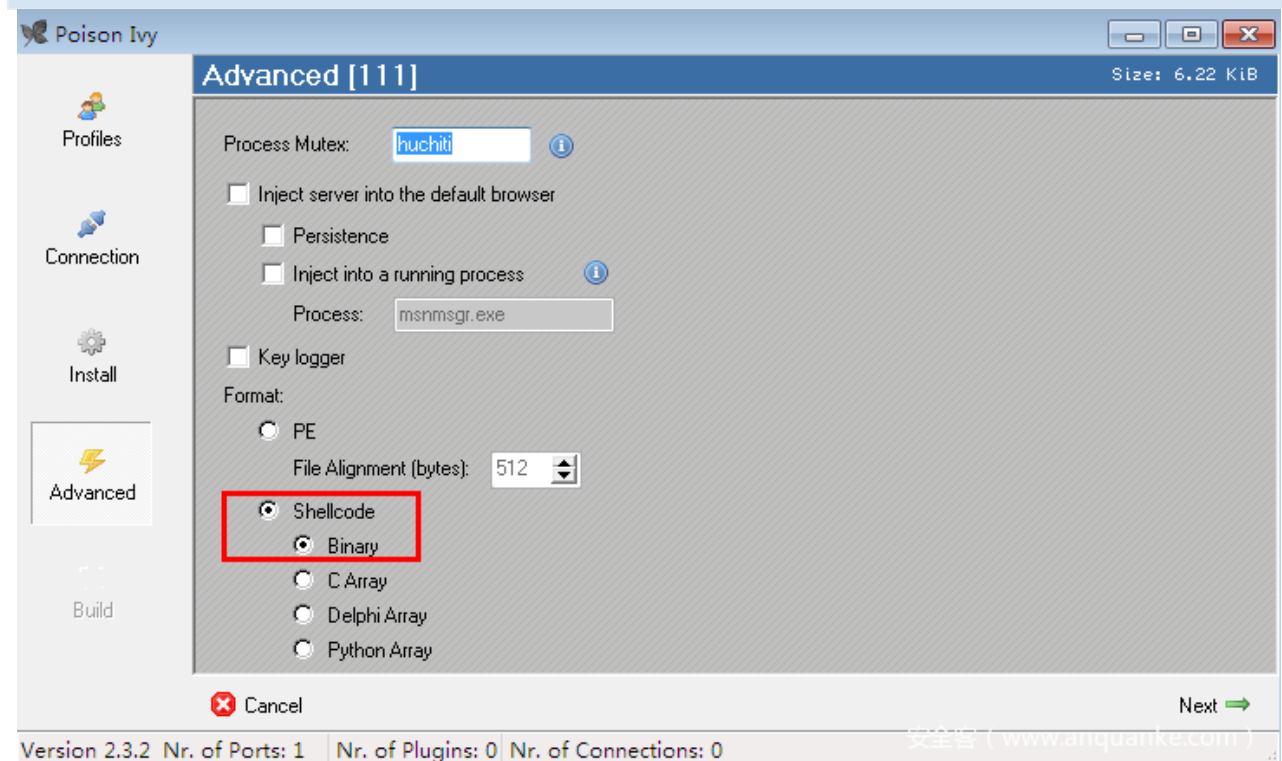 Poison Ivy
Advanced [111]
Size: 6.22 KiB
Profiles
Connection
Install
Advanced
Build
Process Mutex: huchiti
Inject server into the default browser
Persistence
Inject into a running process
Process: msnmsgr.exe
Key logger
Format:
PE
File Alignment (bytes): 512
Shellcode
Binary
C Array
Delphi Array
Python Array
Cancel
Next
Version 2.3.2 Nr. of Ports: 1 Nr. of Plugins: 0 Nr. of Connections: 0
安全客 ( www.anquanke.com )